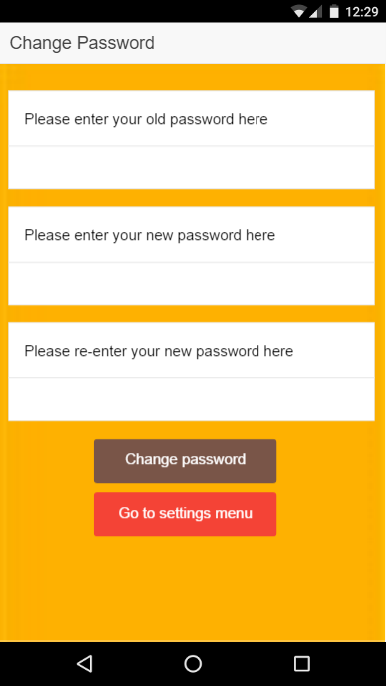 12:29
Change Password
Please enter your old password here
Please enter your new password here
Please re-enter your new password here
Change password
Go to settings menu